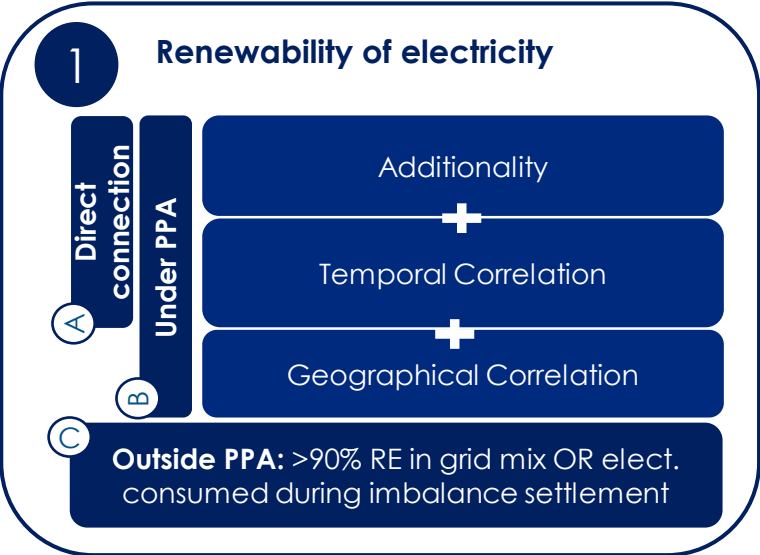 1
Renewability of electricity
Direct
connection
A
Under PPA
B
Additionality
Temporal Correlation
Geographical Correlation
C
Outside PPA: >90% RE in grid mix OR elect.
consumed during imbalance settlement